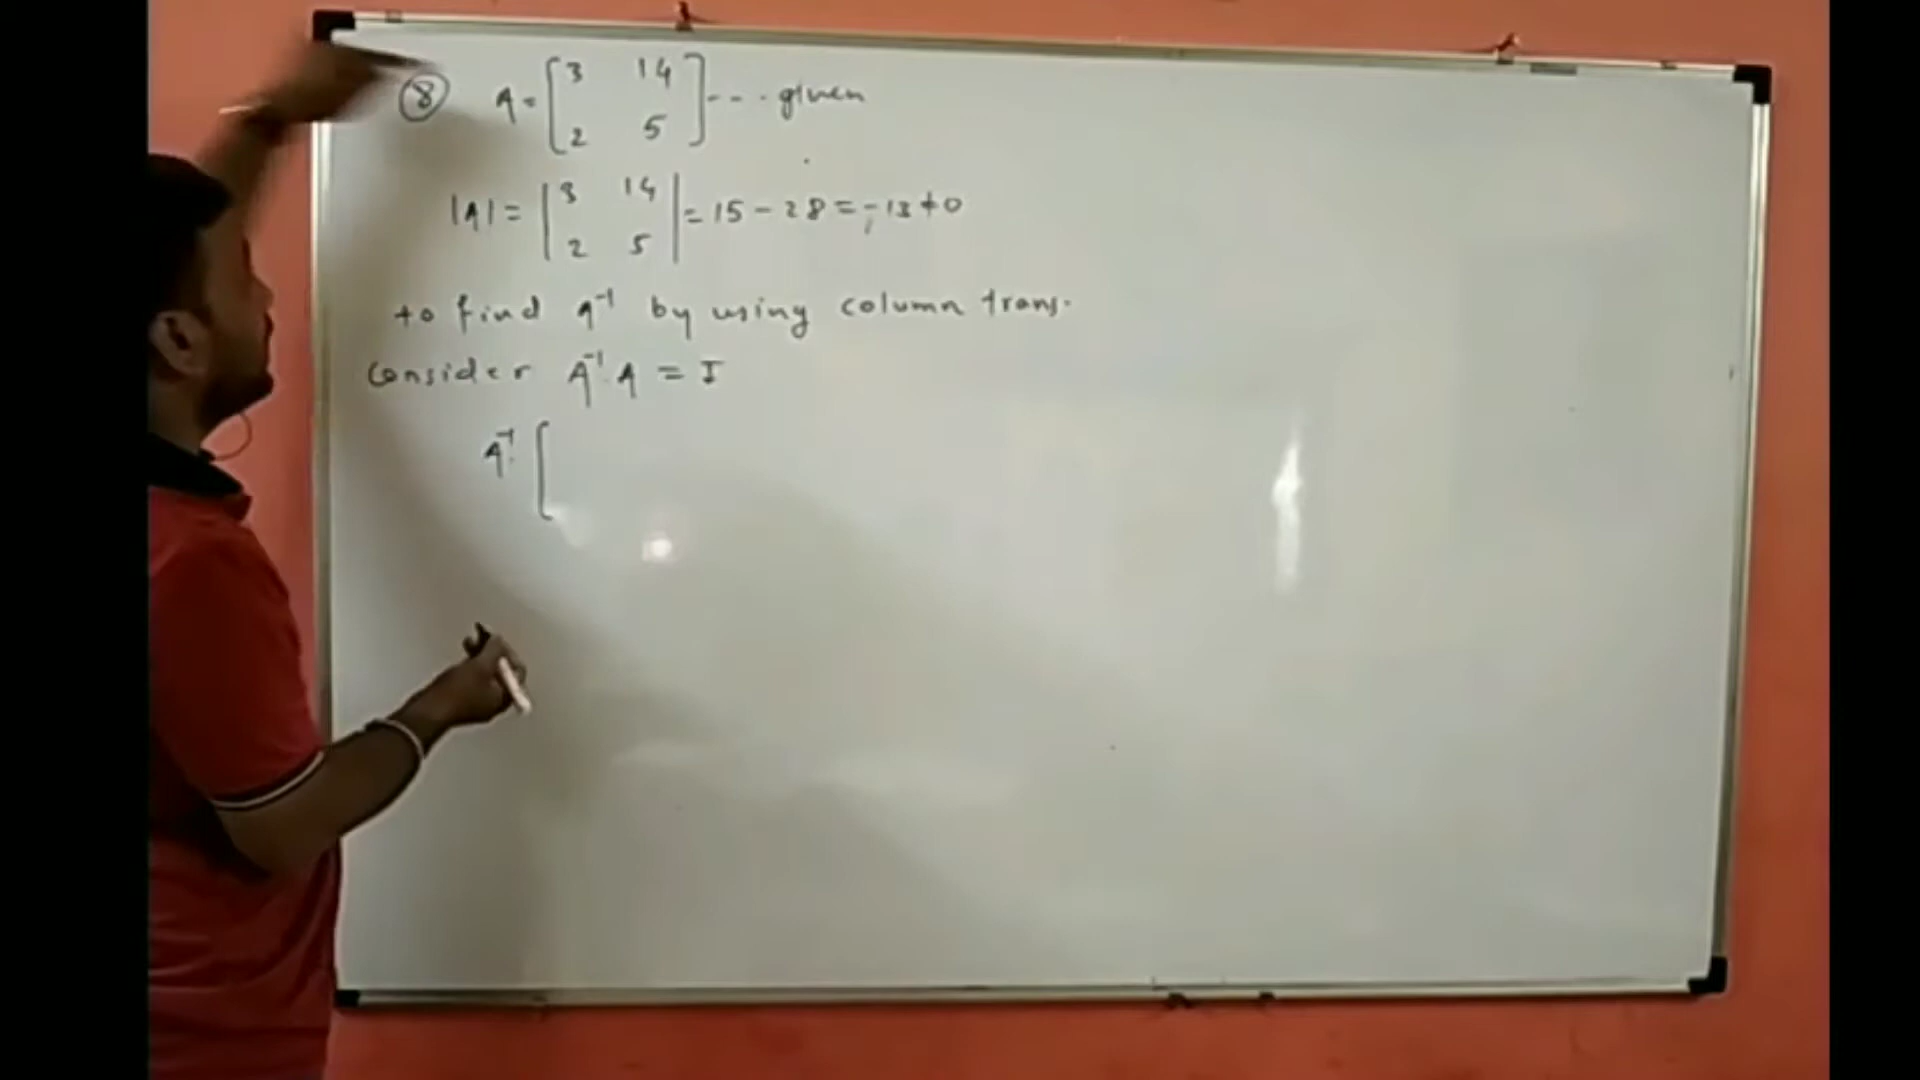 ⑧ A = [3 14
2 5] --- given
|A| = |3 14
2 5| = 15 - 28 = -13 ≠ 0
to find A⁻¹ by using column trans.
Consider A⁻¹.A = I
A⁻¹. [